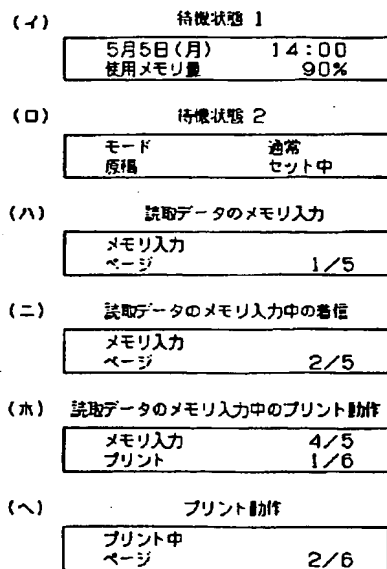 (イ) 待機状態 1
5月5日(月) 14:00
使用メモリ量 90%
(ロ) 待機状態 2
モード 通常
原稿 セット中
(ハ) 読取データのメモリ入力
メモリ入力
ページ 1/5
(ニ) 読取データのメモリ入力中の着信
メモリ入力
ページ 2/5
(ホ) 読取データのメモリ入力中のプリント動作
メモリ入力 4/5
プリント 1/6
(ヘ) プリント動作
プリント中
ページ 2/6